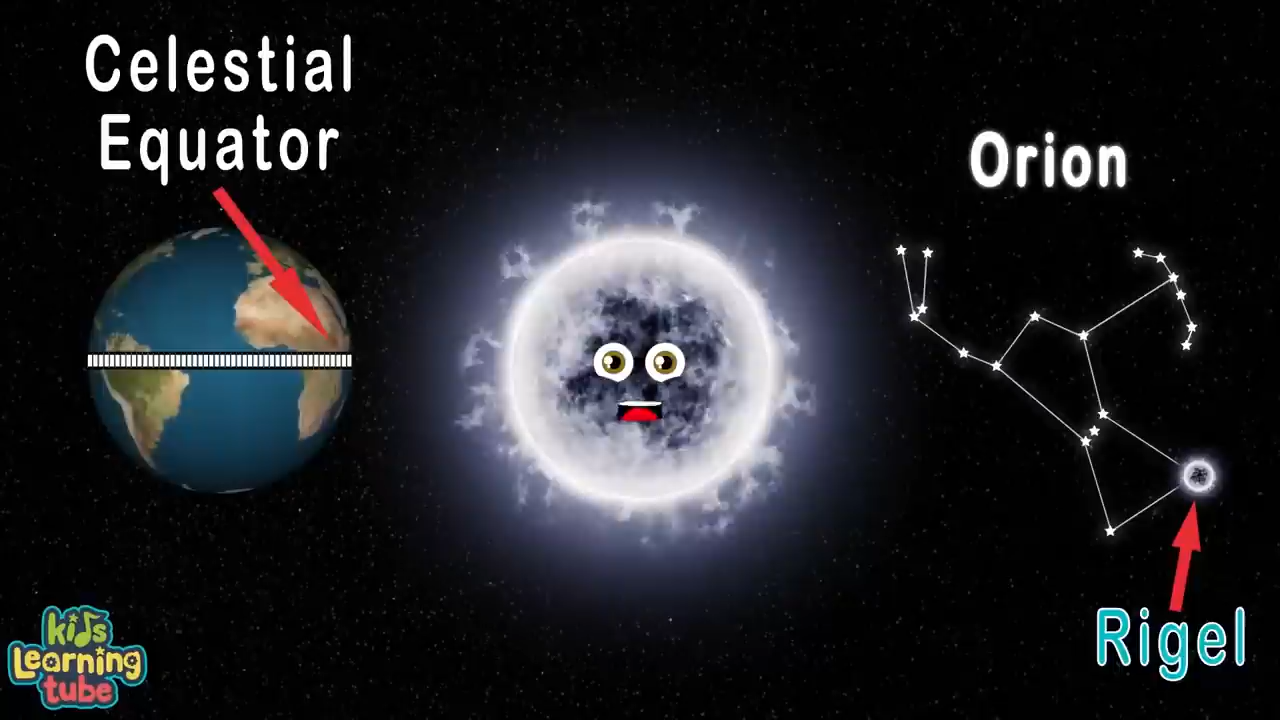 Celestial
Equator
Orion
Rigel
kids
Learning
tube